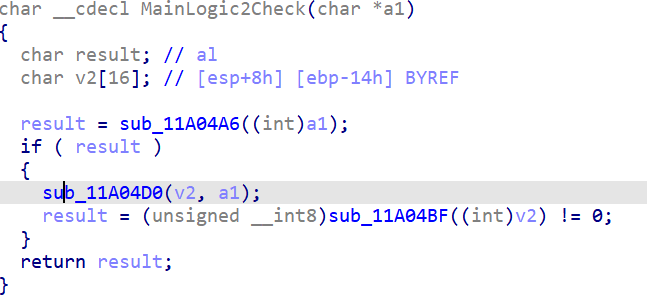 char __cdecl MainLogic2Check(char *a1)
{
  char result; // al
  char v2[16]; // [esp+8h] [ebp-14h] BYREF

  result = sub_11A04A6((int)a1);
  if ( result )
  {
    sub_11A04D0(v2, a1);
    result = (unsigned __int8)sub_11A04BF((int)v2) != 0;
  }
  return result;
}